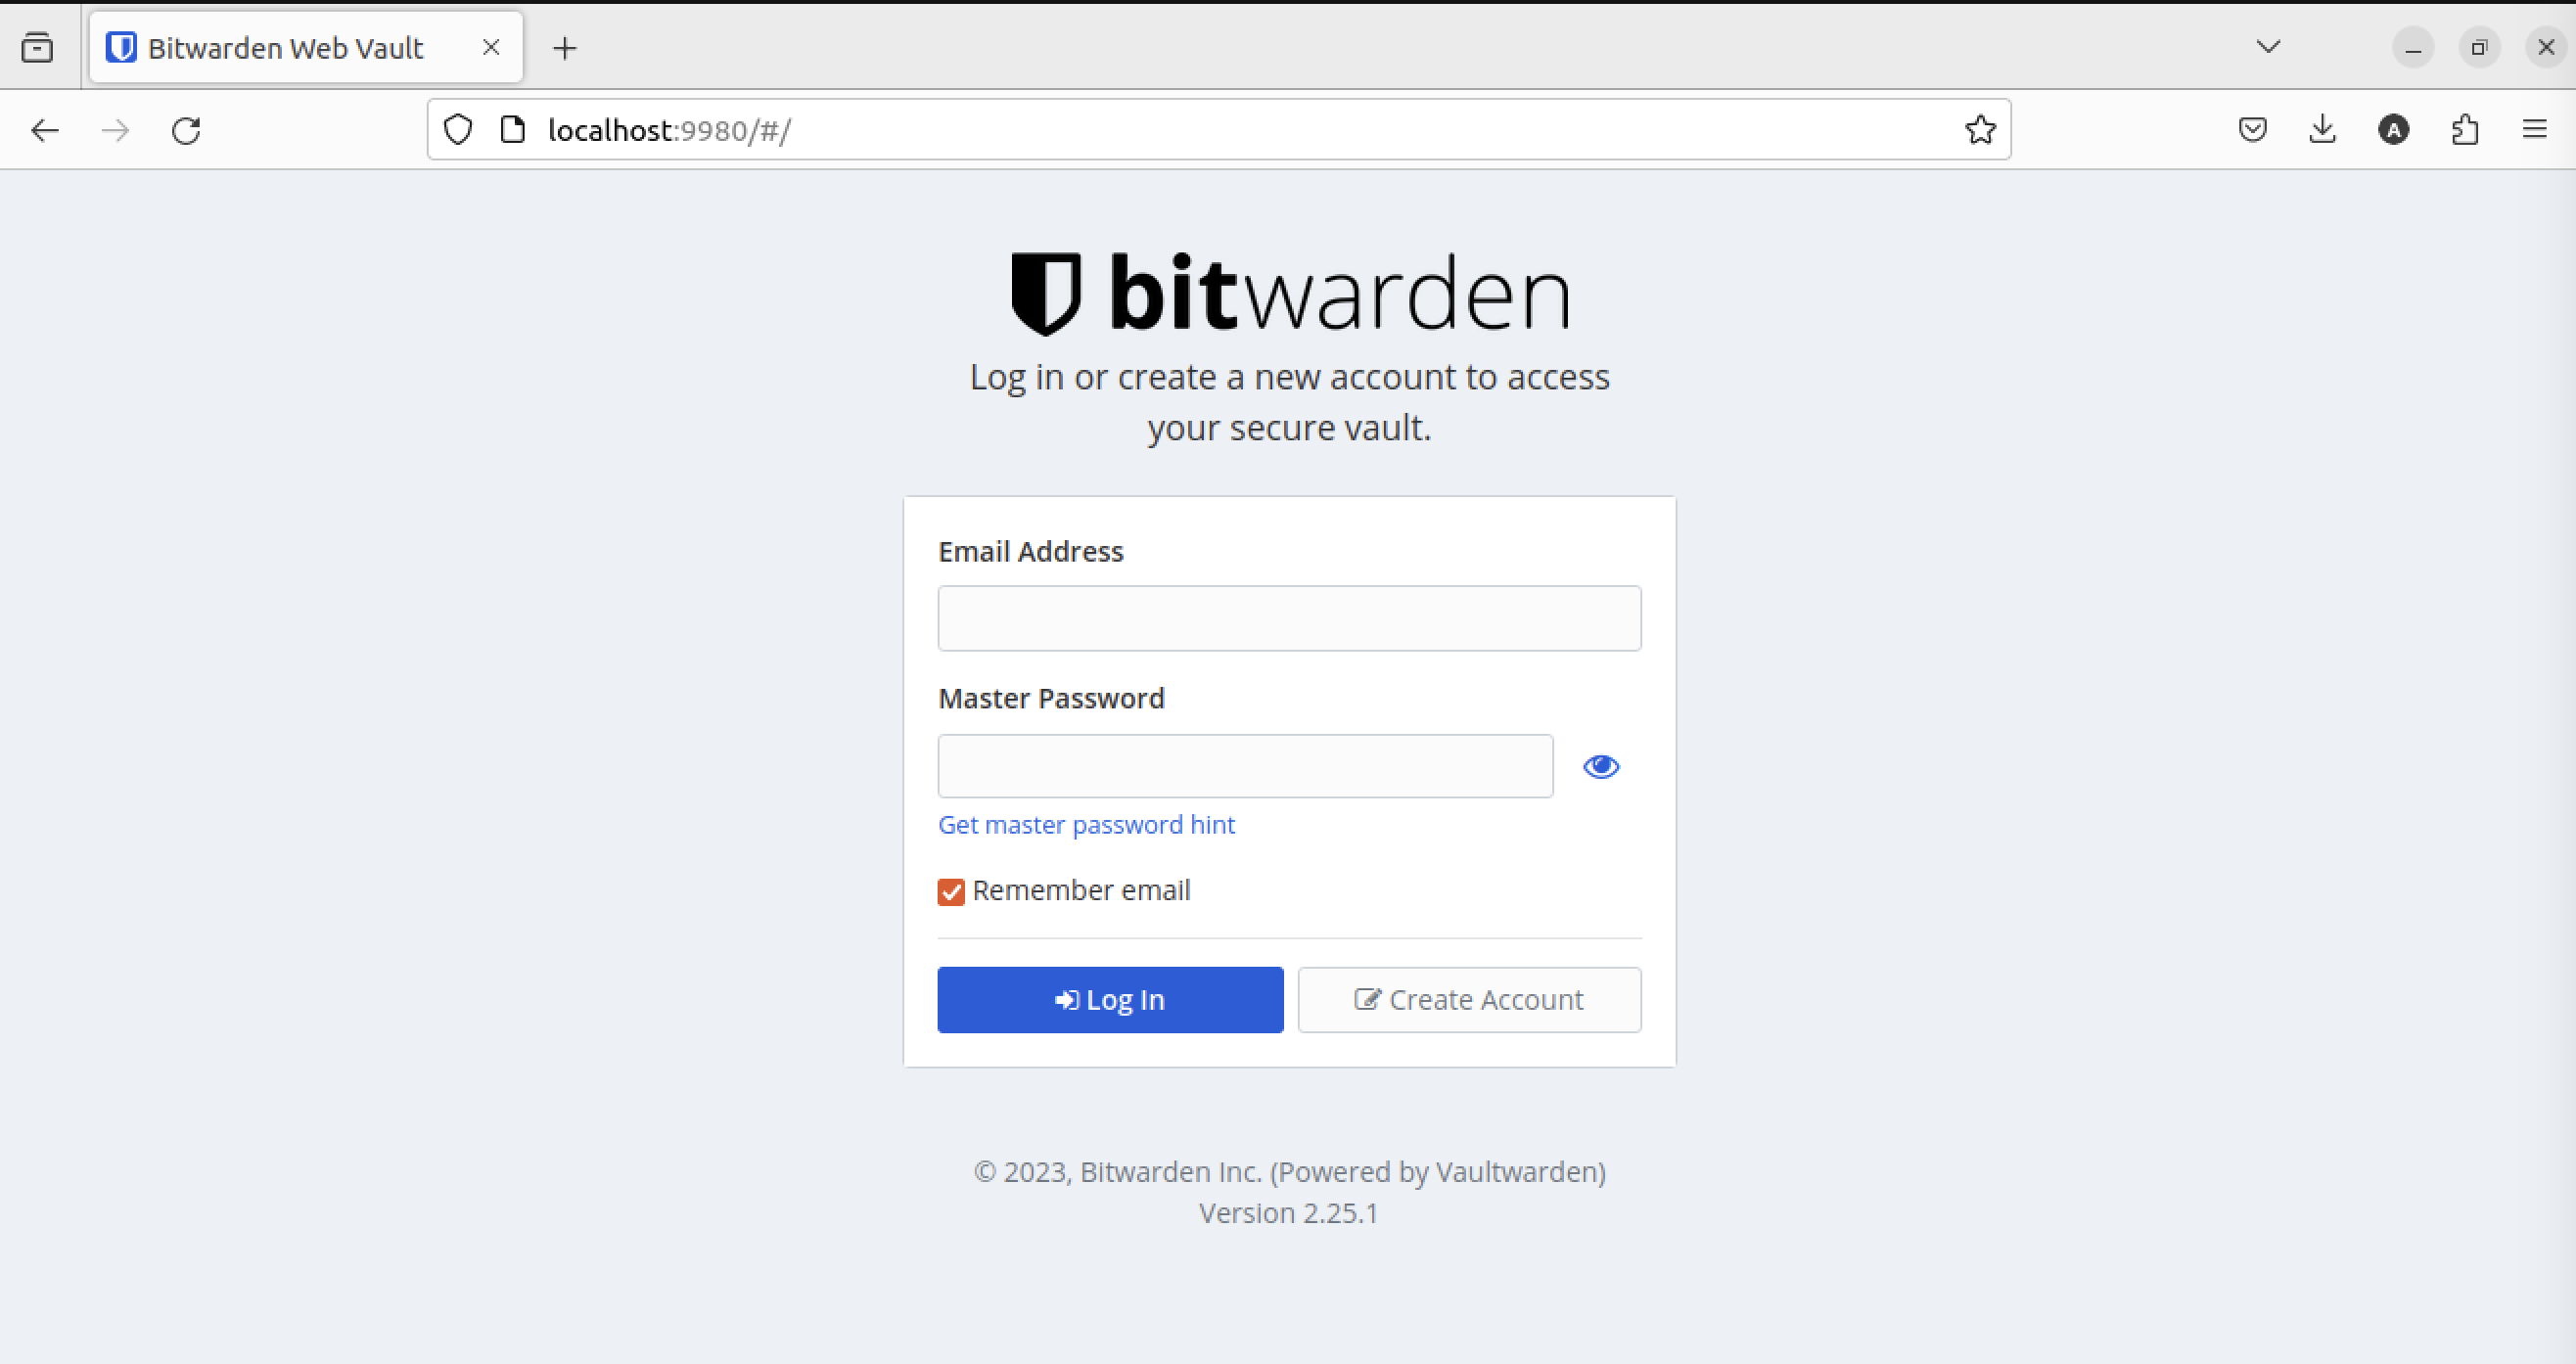 Bitwarden Web Vault
localhost:9980/#/
A
bitwarden
Log in or create a new account to access
your secure vault.
Email Address
Master Password
Get master password hint
Remember email
Log In
Create Account
© 2023, Bitwarden Inc. (Powered by Vaultwarden)
Version 2.25.1